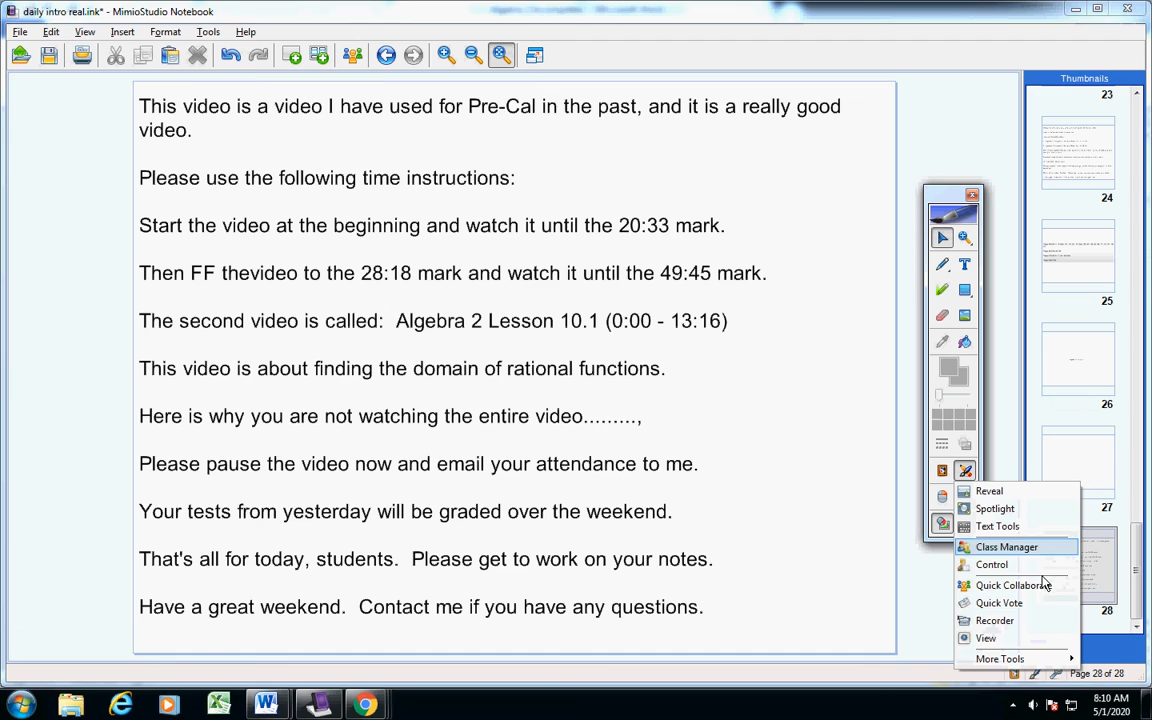 daily intro real.ink* - MimioStudio Notebook
File Edit View Insert Format Tools Help
This video is a video I have used for Pre-Cal in the past, and it is a really good
video.
Please use the following time instructions:
Start the video at the beginning and watch it until the 20:33 mark.
Then FF thevideo to the 28:18 mark and watch it until the 49:45 mark.
The second video is called:  Algebra 2 Lesson 10.1 (0:00 - 13:16)
This video is about finding the domain of rational functions.
Here is why you are not watching the entire video.........,
Please pause the video now and email your attendance to me.
Your tests from yesterday will be graded over the weekend.
That's all for today, students.  Please get to work on your notes.
Have a great weekend.  Contact me if you have any questions.
Thumbnails
23
24
25
26
27
28
Reveal
Spotlight
Text Tools
Class Manager
Control
Quick Collaborate
Quick Vote
Recorder
View
More Tools
Page 28 of 28
8:10 AM
5/1/2020